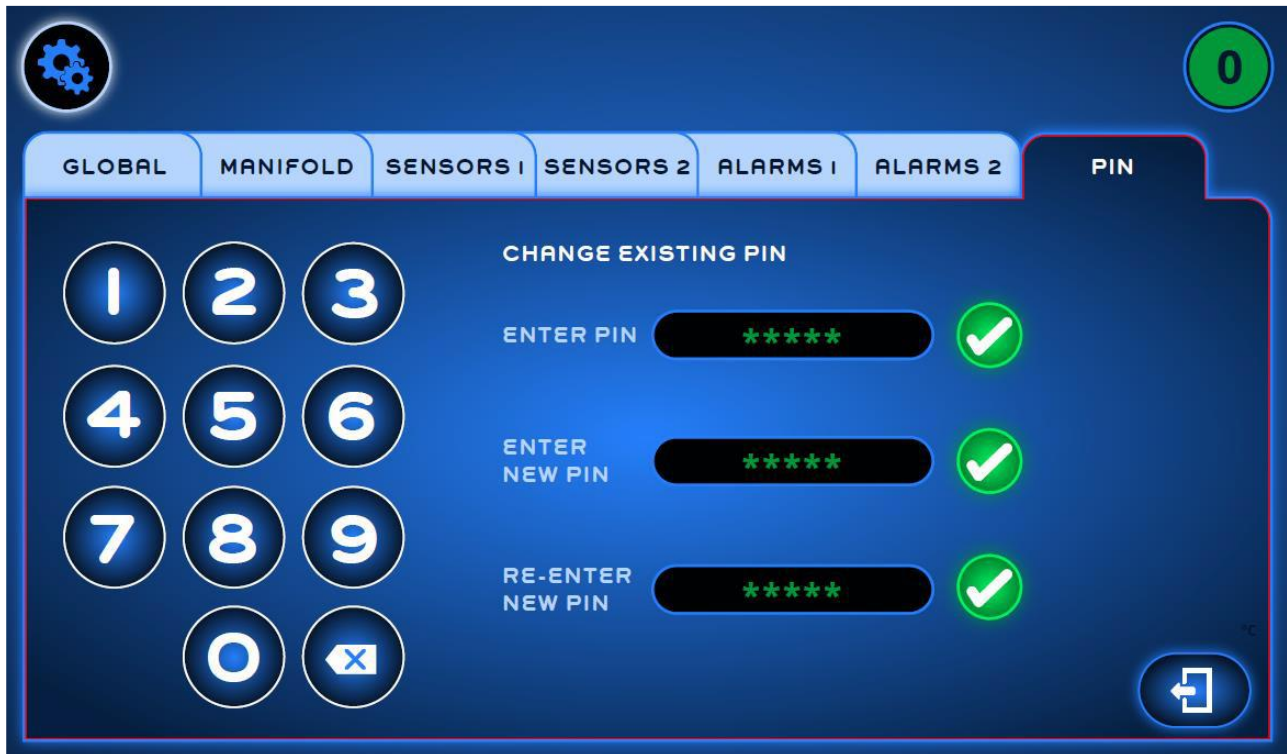 0
GLOBAL MANIFOLD SENSORS 1 SENSORS 2 ALARMS 1 ALARMS 2 PIN
1 2 3
4 5 6
7 8 9
0
CHANGE EXISTING PIN
ENTER PIN *****
ENTER
NEW PIN *****
RE-ENTER
NEW PIN *****
°C